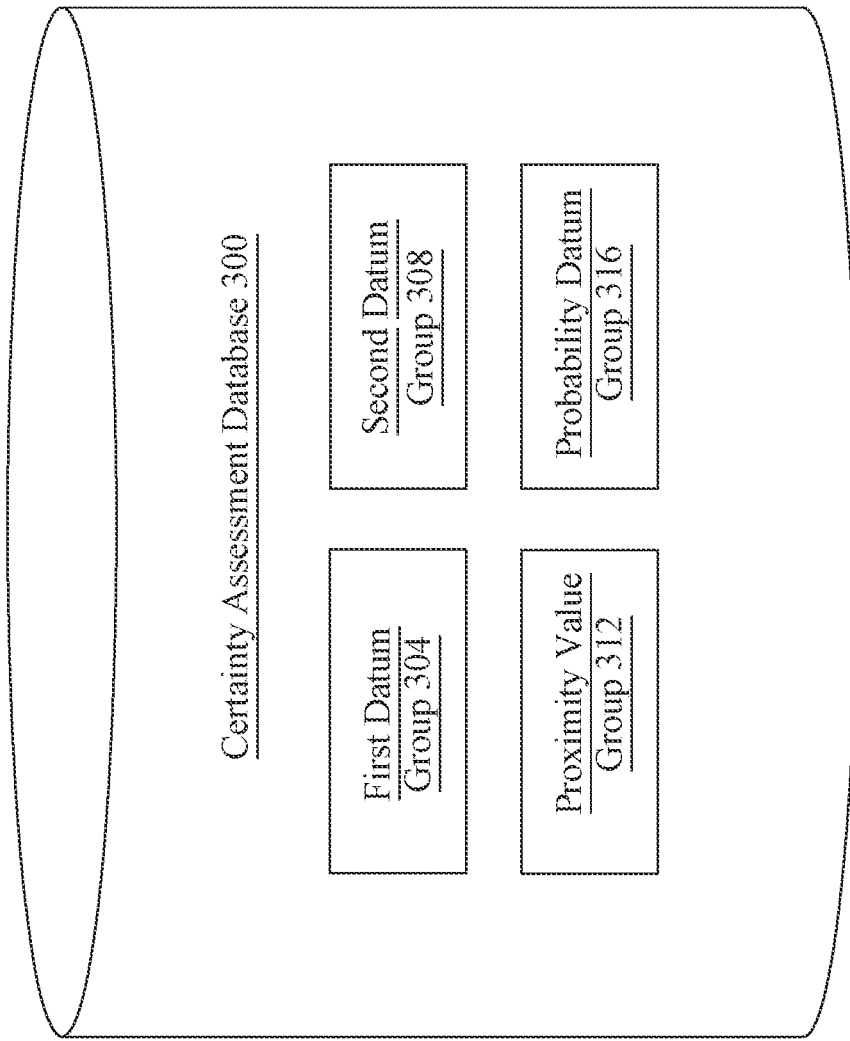 Certainty Assessment Database 300
First Datum
Group 304
Second Datum
Group 308
Proximity Value
Group 312
Probability Datum
Group 316